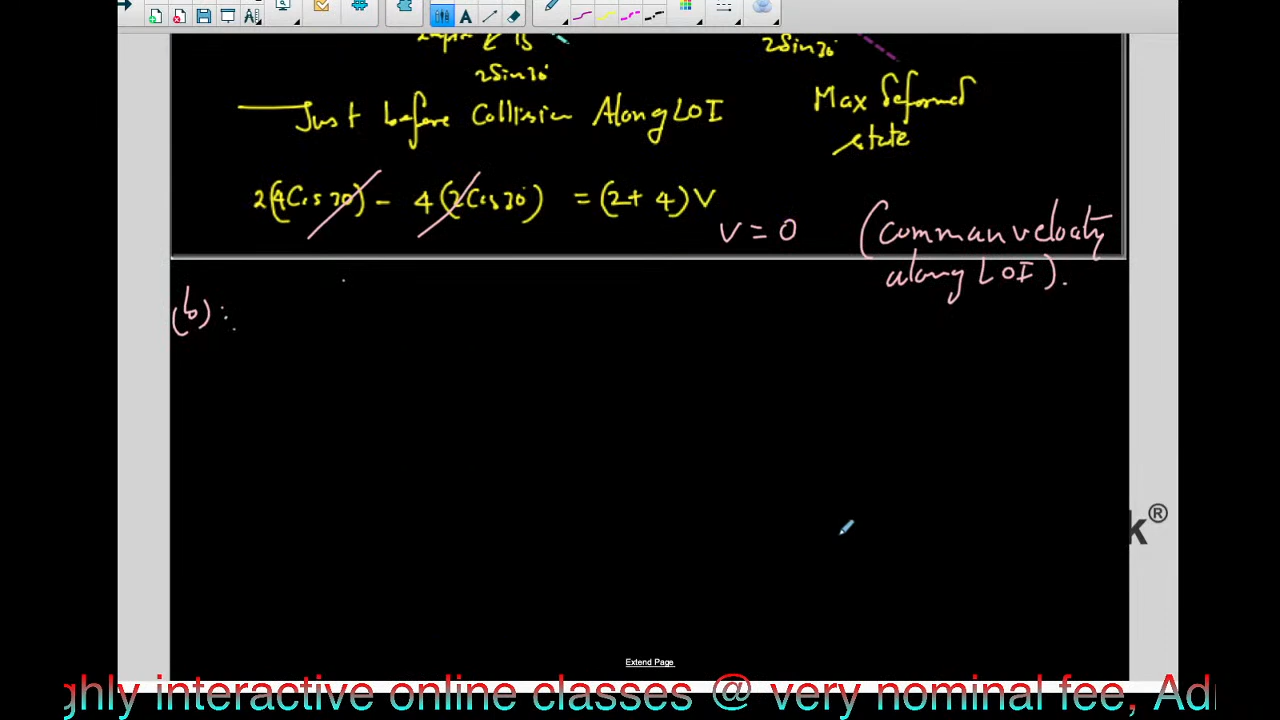 2Sin30°
2Sin30°
Just before Collision Along LOI
Max deformed
state
2(4Cos30) - 4(2Cos30°) = (2+4)V
V=0
(Comman velocity
along LOI).
(b):
k®
Extend Page
ghly interactive online classes @ very nominal fee, Ad